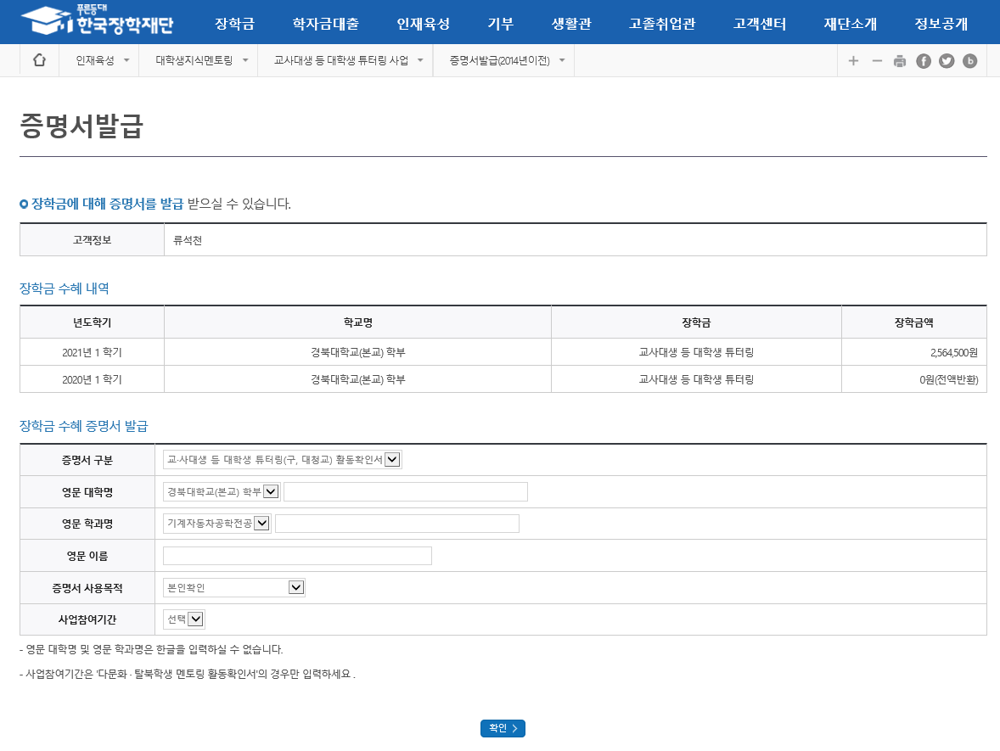 푸른등대
한국장학재단
장학금 학자금대출 인재육성 기부 생활관 고졸취업관 고객센터 재단소개 정보공개
인재육성 대학생지식멘토링 교사대생 등 대학생 튜터링 사업 증명서발급(2014년이전)
증명서발급
장학금에 대해 증명서를 발급 받으실 수 있습니다.
고객정보 류석천
장학금 수혜 내역
년도학기 학교명 장학금 장학금액
2021년 1 학기 경북대학교(본교) 학부 교사대생 등 대학생 튜터링 2,564,500원
2020년 1 학기 경북대학교(본교) 학부 교사대생 등 대학생 튜터링 0원(전액반환)
장학금 수혜 증명서 발급
증명서 구분 교·사대생 등 대학생 튜터링(구, 대청교) 활동확인서
영문 대학명 경북대학교(본교) 학부
영문 학과명 기계자동차공학전공
영문 이름
증명서 사용목적 본인확인
사업참여기간 선택
- 영문 대학명 및 영문 학과명은 한글을 입력하실 수 없습니다.
- 사업참여기간은 '다문화 · 탈북학생 멘토링 활동확인서'의 경우만 입력하세요 .
확인